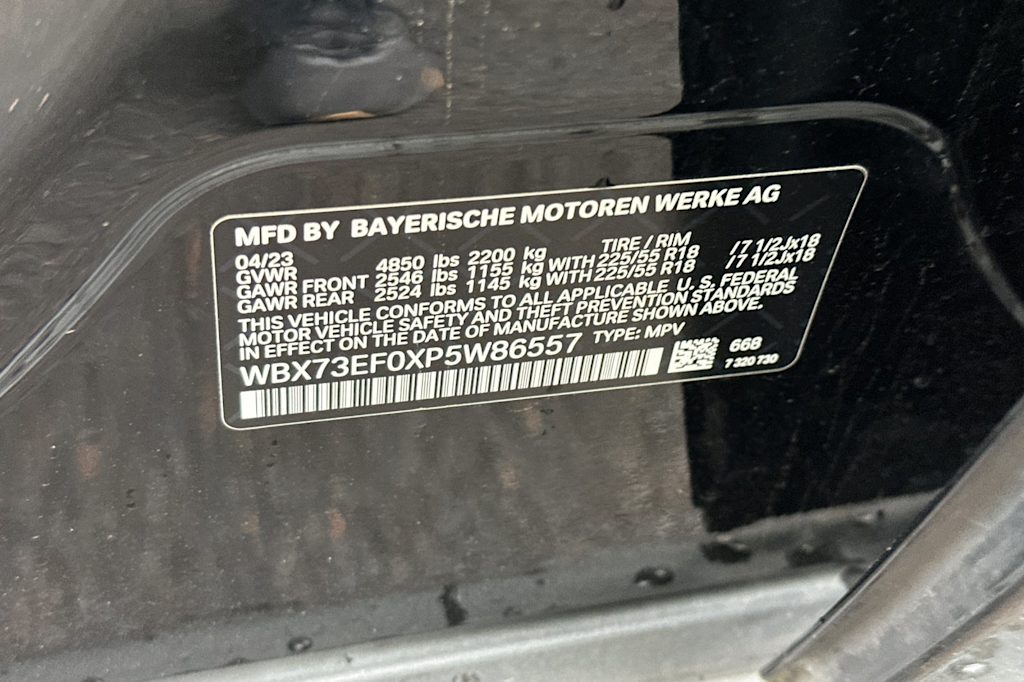 MFD BY BAYERISCHE MOTOREN WERKE AG
04/23 TIRE / RIM
GVWR 4850 lbs 2200 kg
GAWR FRONT 2546 lbs 1155 kg WITH 225/55 R18 /7 1/2Jx18
GAWR REAR 2524 lbs 1145 kg WITH 225/55 R18 /7 1/2Jx18
THIS VEHICLE CONFORMS TO ALL APPLICABLE U. S. FEDERAL
MOTOR VEHICLE SAFETY AND THEFT PREVENTION STANDARDS
IN EFFECT ON THE DATE OF MANUFACTURE SHOWN ABOVE.
WBX73EF0XP5W86557 TYPE: MPV
668
7 320 730